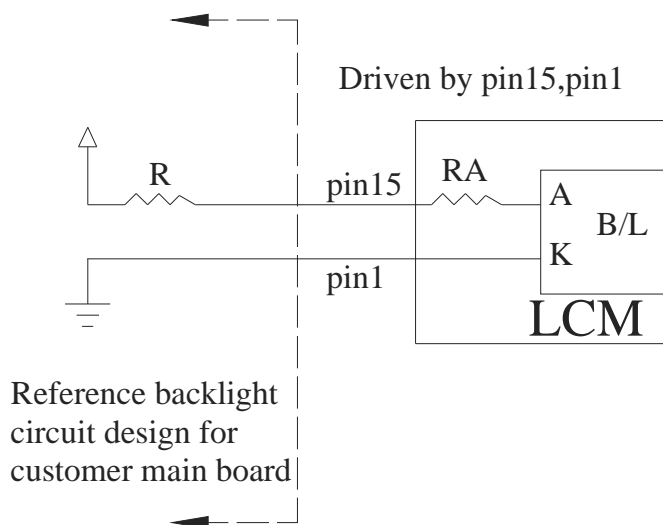 Driven by pin15,pin1
R
pin15
RA
A
B/L
K
pin1
LCM
Reference backlight
circuit design for
customer main board